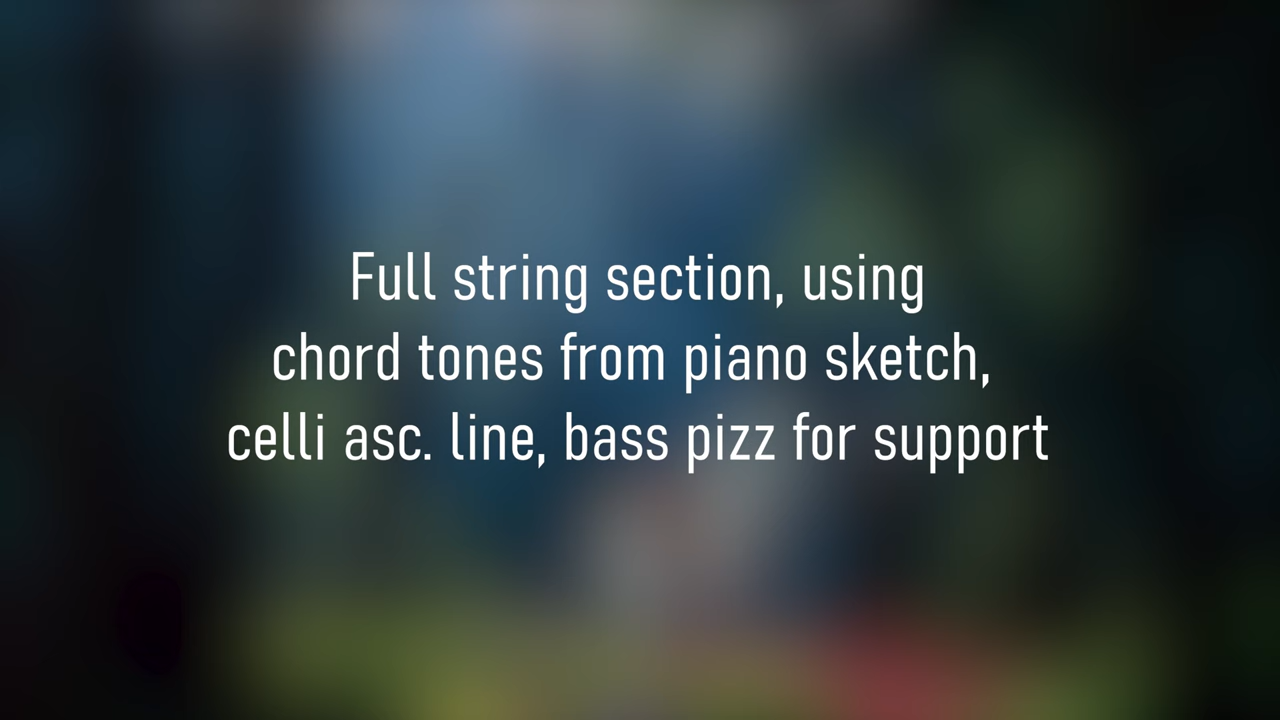 Full string section, using
chord tones from piano sketch,
celli asc. line, bass pizz for support